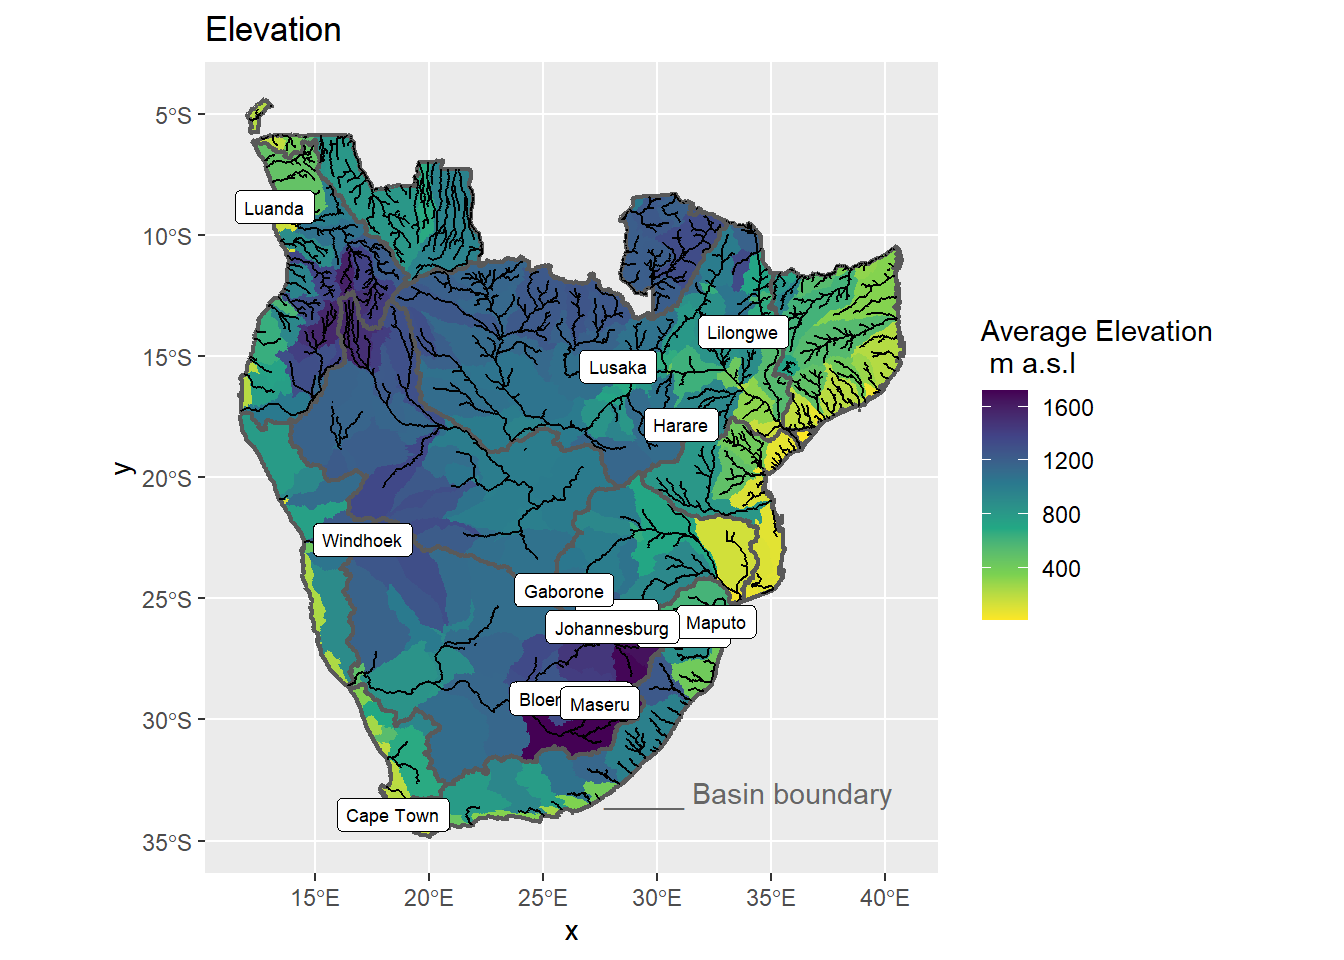 Elevation
5°S
10°S
15°S
20°S
25°S
30°S
35°S
y
Luanda
Lilongwe
Lusaka
Harare
Windhoek
Gaborone
Johannesburg
Maputo
Maseru
Cape Town
Basin boundary
15°E
20°E
25°E
30°E
35°E
40°E
x
Average Elevation
m a.s.l
1600
1200
800
400